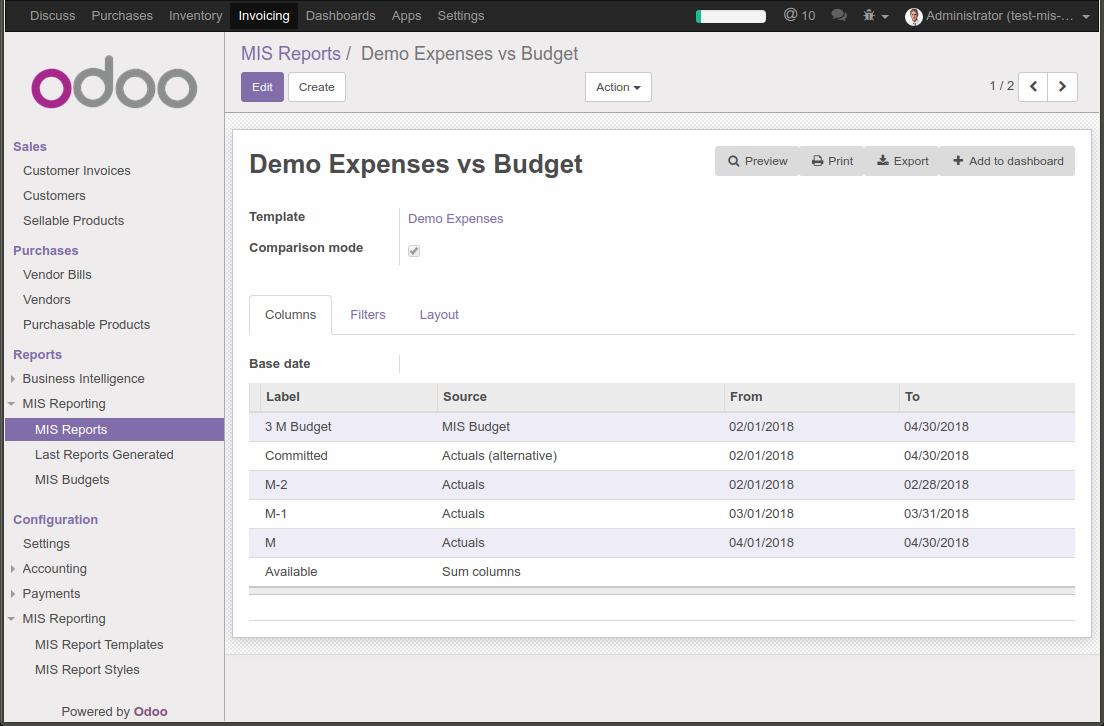 Discuss Purchases Inventory Invoicing Dashboards Apps Settings @ 10 Administrator (test-mis-...
odoo
MIS Reports / Demo Expenses vs Budget
Edit Create Action 1 / 2
Sales
Customer Invoices
Customers
Sellable Products
Purchases
Vendor Bills
Vendors
Purchasable Products
Reports
Business Intelligence
MIS Reporting
MIS Reports
Last Reports Generated
MIS Budgets
Configuration
Settings
Accounting
Payments
MIS Reporting
MIS Report Templates
MIS Report Styles
Powered by Odoo
Demo Expenses vs Budget
Preview Print Export Add to dashboard
Template Demo Expenses
Comparison mode
Columns Filters Layout
Base date
Label Source From To
3 M Budget MIS Budget 02/01/2018 04/30/2018
Committed Actuals (alternative) 02/01/2018 04/30/2018
M-2 Actuals 02/01/2018 02/28/2018
M-1 Actuals 03/01/2018 03/31/2018
M Actuals 04/01/2018 04/30/2018
Available Sum columns